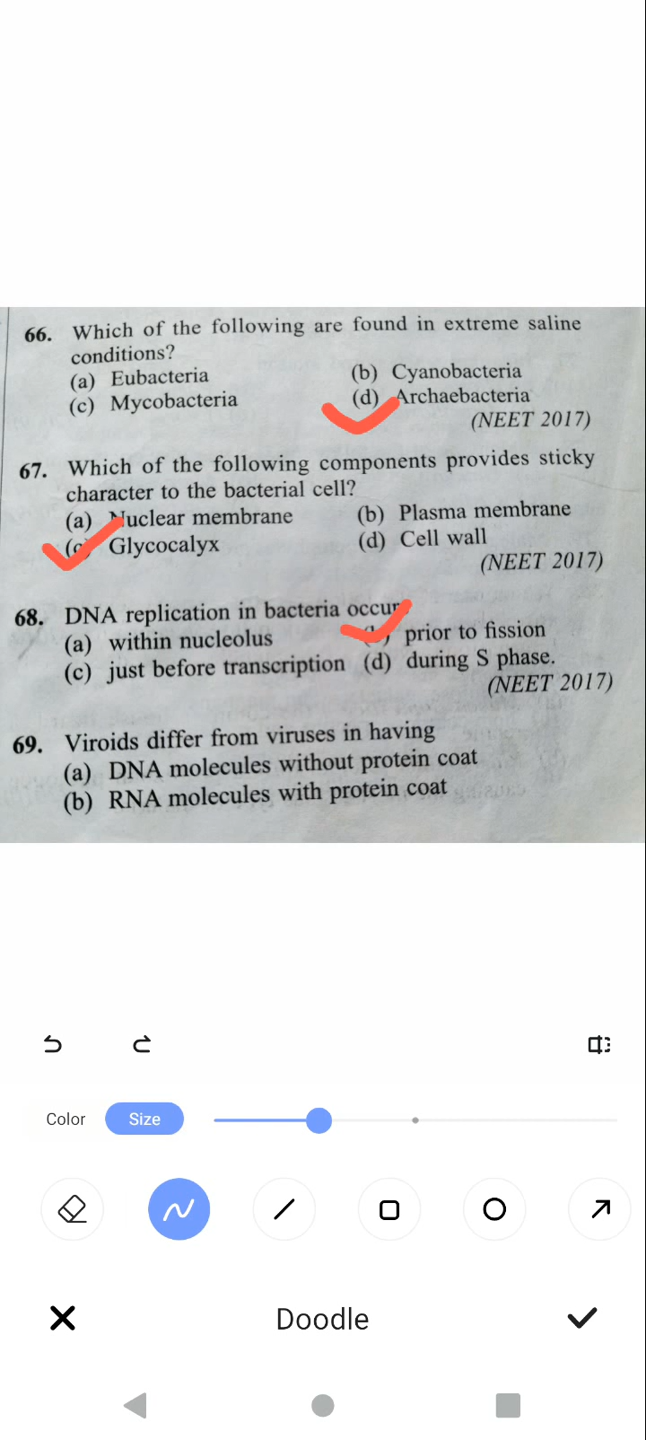 66. Which of the following are found in extreme saline
conditions?
(a) Eubacteria (b) Cyanobacteria
(c) Mycobacteria (d) Archaebacteria
(NEET 2017)
67. Which of the following components provides sticky
character to the bacterial cell?
(a) Nuclear membrane (b) Plasma membrane
(c) Glycocalyx (d) Cell wall
(NEET 2017)
68. DNA replication in bacteria occurs
(a) within nucleolus (b) prior to fission
(c) just before transcription (d) during S phase.
(NEET 2017)
69. Viroids differ from viruses in having
(a) DNA molecules without protein coat
(b) RNA molecules with protein coat
Color Size
Doodle